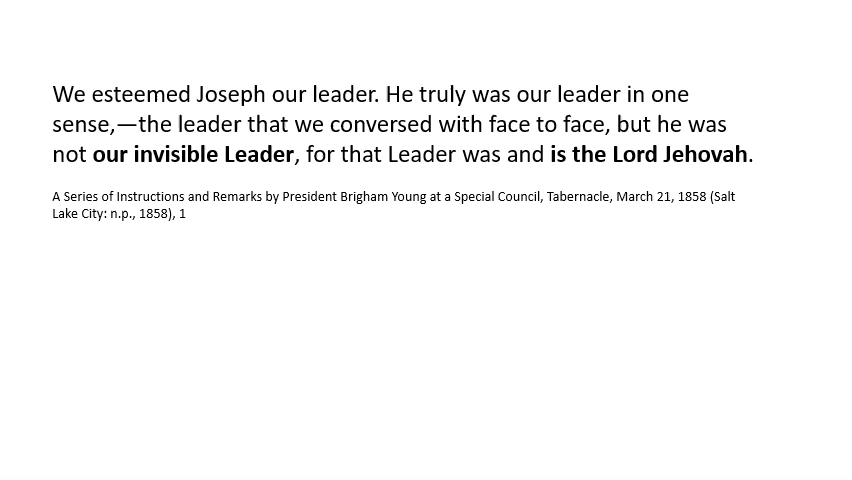 We esteemed Joseph our leader. He truly was our leader in one
sense,—the leader that we conversed with face to face, but he was
not our invisible Leader, for that Leader was and is the Lord Jehovah.
A Series of Instructions and Remarks by President Brigham Young at a Special Council, Tabernacle, March 21, 1858 (Salt
Lake City: n.p., 1858), 1